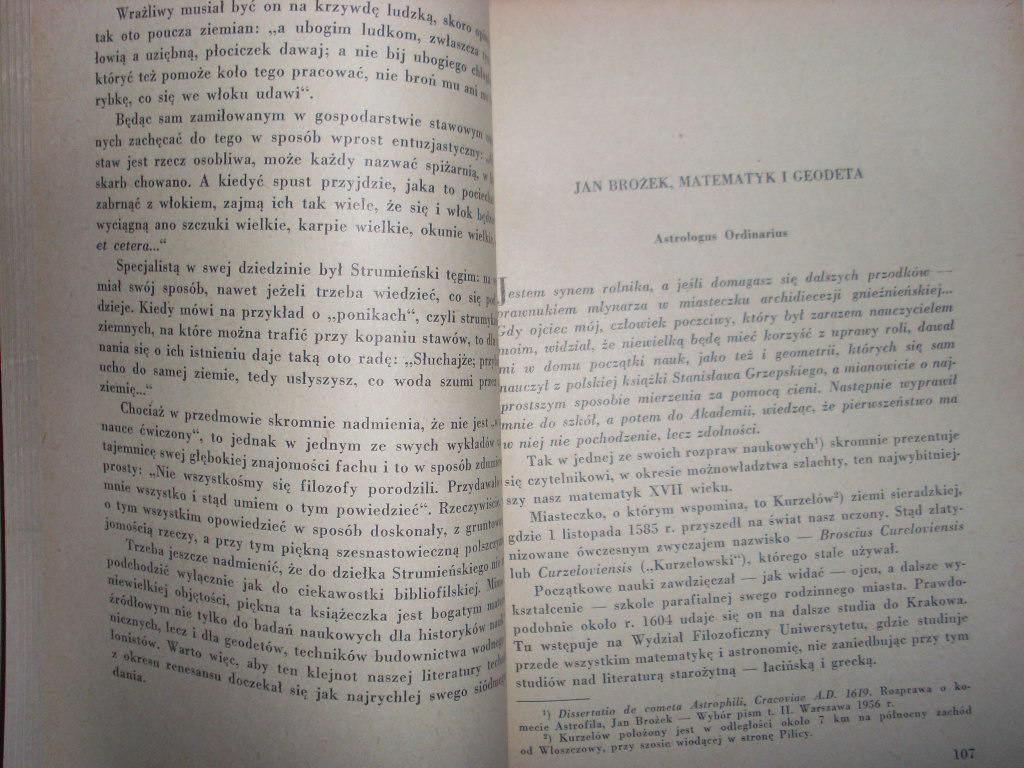 Wrażliwy musiał być on na krzywdę ludzką, skoro
tak oto poucza ziemian: „a ubogim ludkom, zwłaszcza
łowią a uziębną, płociczek dawaj; a nie bij ubogiego
któryć też pomoże koło tego pracować, nie broń mu ani
rybkę, co się we włoku udawi“.
Będąc sam zamiłowanym w gospodarstwie stawowym
nych zachęcać do tego w sposób wprost entuzjastyczny:
staw jest rzecz osobliwa, może każdy nazwać spiżarnią, w
skarb chowano. A kiedyć spust przyjdzie, jaka to pociecha
zabrnąć z włokiem, zajmą ich tak wiele, że się i włok
wyciągną ano szczuki wielkie, karpie wielkie, okunie wielkie,
et cetera...“
Specjalistą w swej dziedzinie był Strumieński tęgim: na
miał swój sposób, nawet jeżeli trzeba wiedzieć, co się
dzieje. Kiedy mówi na przykład o „ponikach“, czyli
ziemnych, na które można trafić przy kopaniu stawów, to dla
nania się o ich istnieniu daje taką oto radę: „Słuchajże;
ucho do samej ziemie, tedy usłyszysz, co woda szumi
ziemię...“
Chociaż w przedmowie skromnie nadmienia, że nie jest
nauce ćwiczony“, to jednak w jednym ze swych wykładów
tajemnicę swej głębokiej znajomości fachu i to w sposób
prosty: „Nie wszystkośmy się filozofy porodzili.
mnie wszystko i stąd umiem o tym powiedzieć“. Rzeczywiście,
o tym wszystkim opowiedzieć w sposób doskonały, z
jomością rzeczy, a przy tym piękną szesnastowieczną
Trzeba jeszcze nadmienić, że do dziełka Strumieńskiego nie
podchodzić wyłącznie jak do ciekawostki bibliofilskiej. Mimo
niewielkiej objętości, piękna ta książeczka jest bogatym
źródłowym nie tylko do badań naukowych dla historyków
nicznych, lecz i dla geodetów, techników budownictwa wodnego
lonistów. Warto więc, aby ten klejnot naszej literatury
z okresu renesansu doczekał się jak najrychlej swego
dania.
JAN BROŻEK, MATEMATYK I GEODETA
Astrologus Ordinarius
Jestem synem rolnika, a jeśli domagasz się dalszych przodków —
prawnukiem młynarza w miasteczku archidiecezji gnieźnieńskiej...
Gdy ojciec mój, człowiek poczciwy, który był zarazem nauczycielem
moim, widział, że niewielką będę mieć korzyść z uprawy roli, dawał
mi w domu początki nauk, jako też i geometrii, których się sam
nauczył z polskiej książki Stanisława Grzepskiego, a mianowicie o naj-
prostszym sposobie mierzenia za pomocą cieni. Następnie wyprawił
mnie do szkół, a potem do Akademii, wiedząc, że pierwszeństwo ma
w niej nie pochodzenie, lecz zdolności.
Tak w jednej ze swoich rozpraw naukowych¹) skromnie prezentuje
się czytelnikowi, w okresie możnowładztwa szlachty, ten najwybitniej-
szy nasz matematyk XVII wieku.
Miasteczko, o którym wspomina, to Kurzelów²) ziemi sieradzkiej,
gdzie 1 listopada 1585 r. przyszedł na świat nasz uczony. Stąd zlaty-
nizowane ówczesnym zwyczajem nazwisko — Broscius Cureloviensis
lub Curzeloviensis („Kurzelowski“), którego stale używał.
Początkowe nauki zawdzięczał — jak widać — ojcu, a dalsze wy-
kształcenie — szkole parafialnej swego rodzinnego miasta. Prawdo-
podobnie około r. 1604 udaje się on na dalsze studia do Krakowa.
Tu wstępuje na Wydział Filozoficzny Uniwersytetu, gdzie studiuje
przede wszystkim matematykę i astronomię, nie zaniedbując przy tym
studiów nad literaturą starożytną — łacińską i grecką.
¹) Dissertatio de cometa Astrophili, Cracoviae A.D. 1619. Rozprawa o ko-
mecie Astrofila, Jan Brożek — Wybór pism t. II. Warszawa 1956 r.
²) Kurzelów położony jest w odległości około 7 km na północny zachód
od Włoszczowy, przy szosie wiodącej w stronę Pilicy.
107